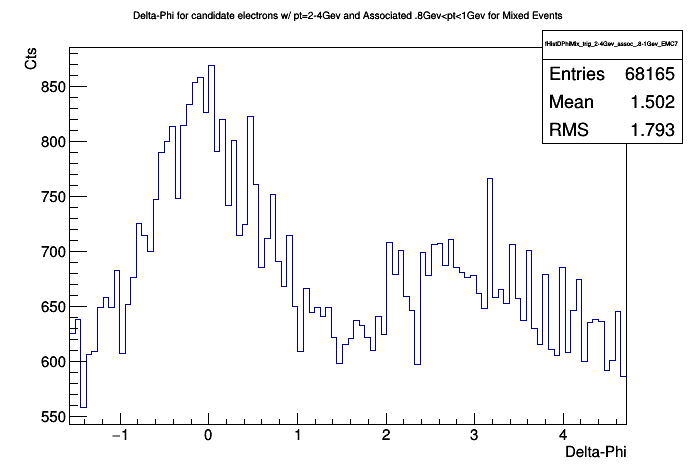 Delta-Phi for candidate electrons w/ pt=2-4Gev and Associated .8Gev<pt<1Gev for Mixed Events
Cts
fHistDPhiMix_trig_2-4Gev_assoc_.8-1Gev_EMC7
Entries 68165
Mean 1.502
RMS 1.793
850
800
750
700
650
600
550
−1 0 1 2 3 4
Delta-Phi